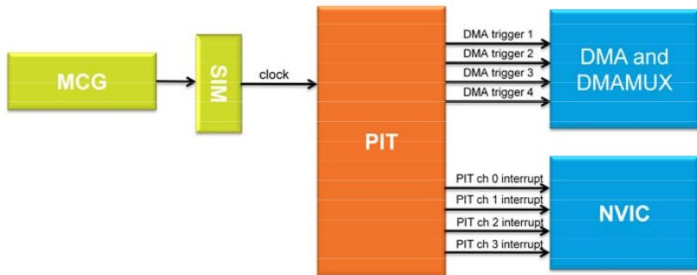 MCG
SIM
clock
PIT
DMA trigger 1
DMA trigger 2
DMA trigger 3
DMA trigger 4
DMA and
DMAMUX
PIT ch 0 interrupt
PIT ch 1 interrupt
PIT ch 2 interrupt
PIT ch 3 interrupt
NVIC